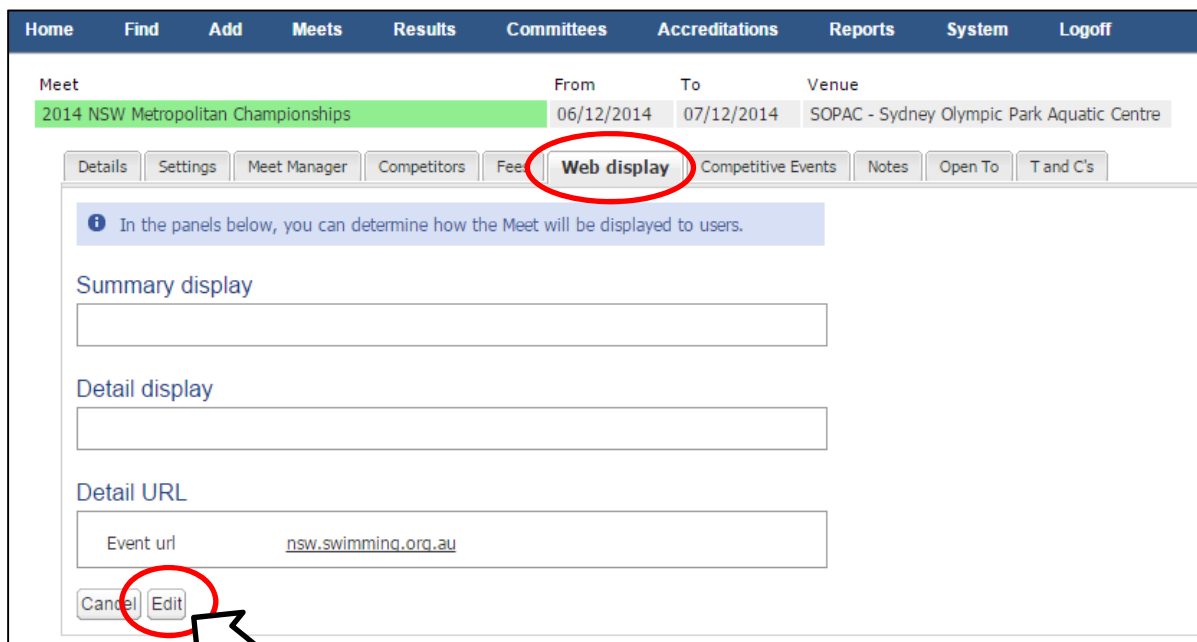 Home Find Add Meets Results Committees Accreditations Reports System Logoff
Meet From To Venue
2014 NSW Metropolitan Championships 06/12/2014 07/12/2014 SOPAC - Sydney Olympic Park Aquatic Centre
Details Settings Meet Manager Competitors Fees Web display Competitive Events Notes Open To T and C's
In the panels below, you can determine how the Meet will be displayed to users.
Summary display
Detail display
Detail URL
Event url nsw.swimming.org.au
Cancel Edit